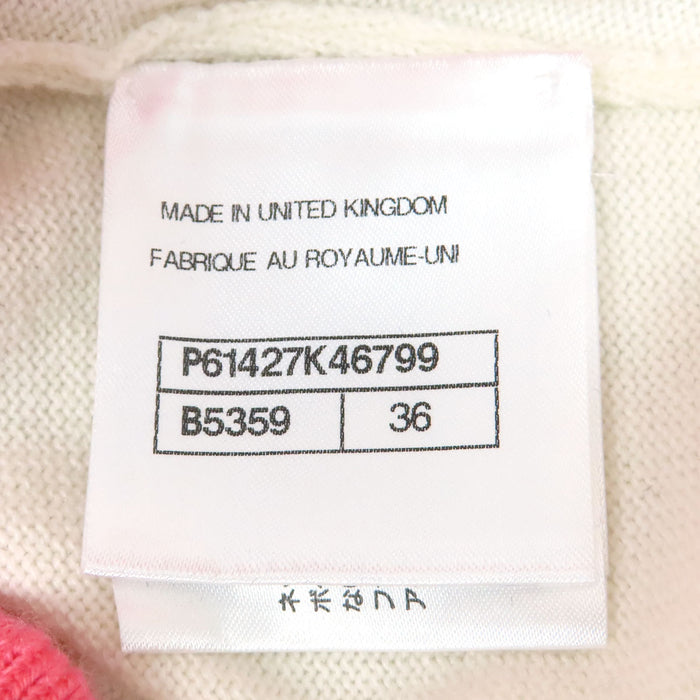 MADE IN UNITED KINGDOM
FABRIQUE AU ROYAUME-UNI
P61427K46799
B5359 36